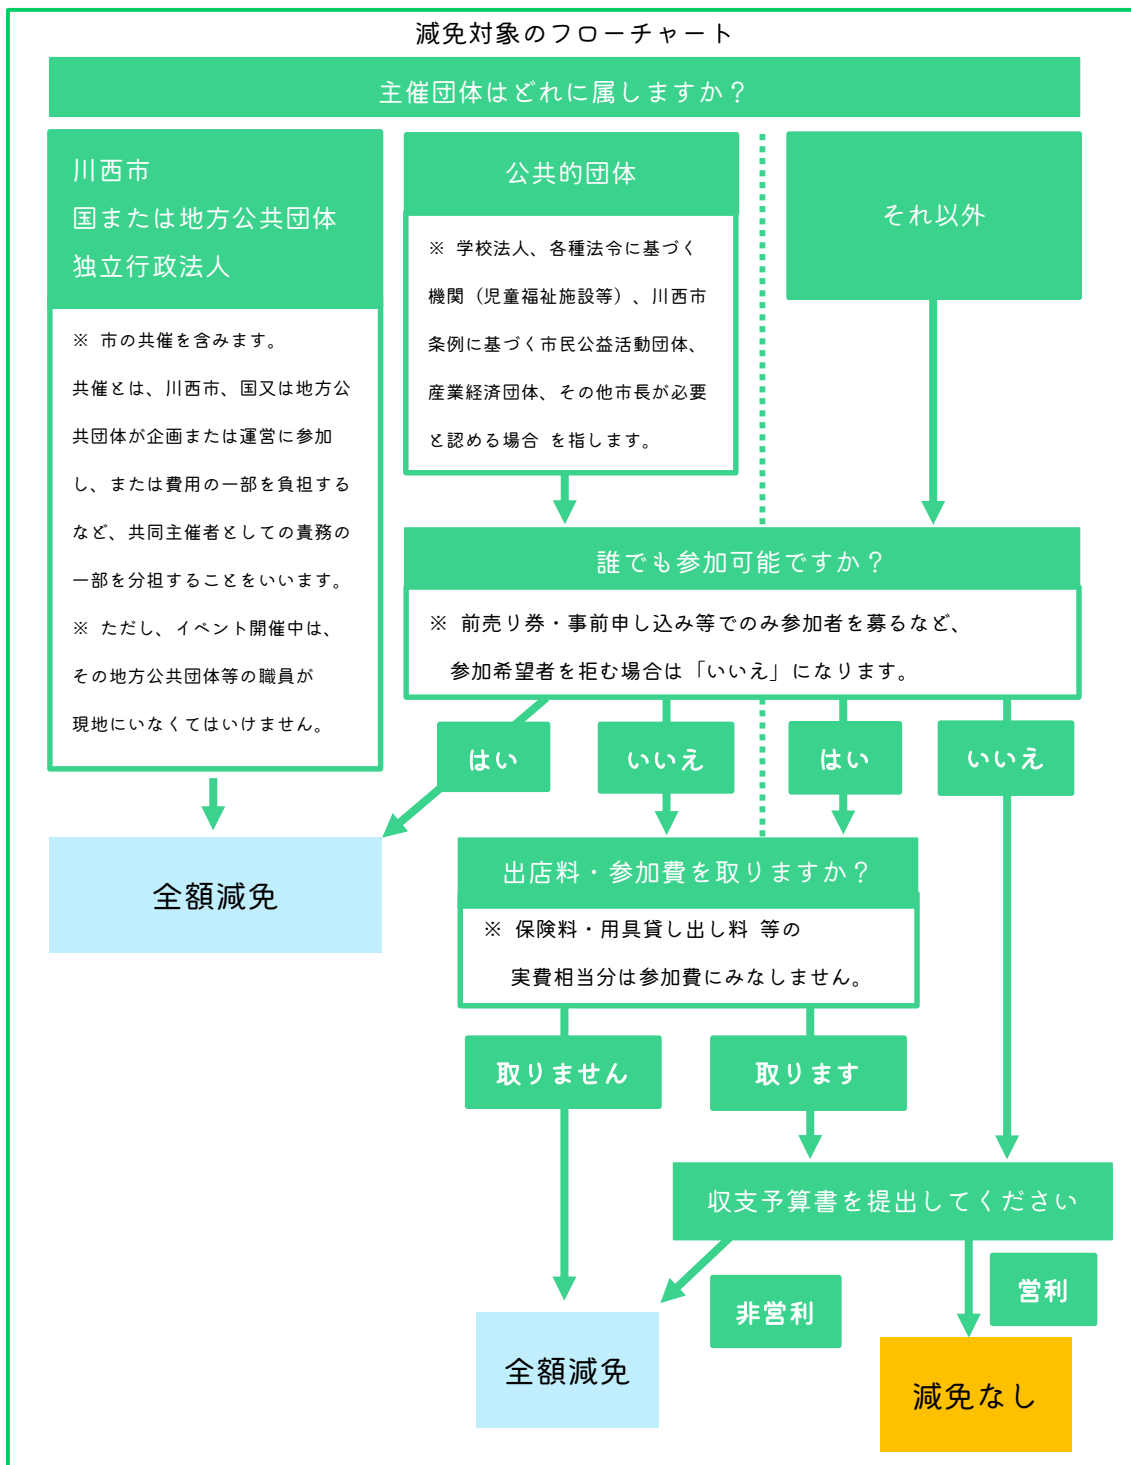 減免対象のフローチャート
主催団体はどれに属しますか？
川西市
国または地方公共団体
独立行政法人
※ 市の共催を含みます。
共催とは、川西市、国又は地方公
共団体が企画または運営に参加
し、または費用の一部を負担する
など、共同主催者としての責務の
一部を分担することをいいます。
※ ただし、イベント開催中は、
その地方公共団体等の職員が
現地にいなくてはいけません。
公共的団体
※ 学校法人、各種法令に基づく
機関（児童福祉施設等）、川西市
条例に基づく市民公益活動団体、
産業経済団体、その他市長が必要
と認める場合 を指します。
それ以外
誰でも参加可能ですか？
※ 前売り券・事前申し込み等でのみ参加者を募るなど、
参加希望者を拒む場合は「いいえ」になります。
はい
いいえ
はい
いいえ
全額減免
出店料・参加費を取りますか？
※ 保険料・用具貸し出し料 等の
実費相当分は参加費にみなしません。
取りません
取ります
収支予算書を提出してください
非営利
営利
全額減免
減免なし